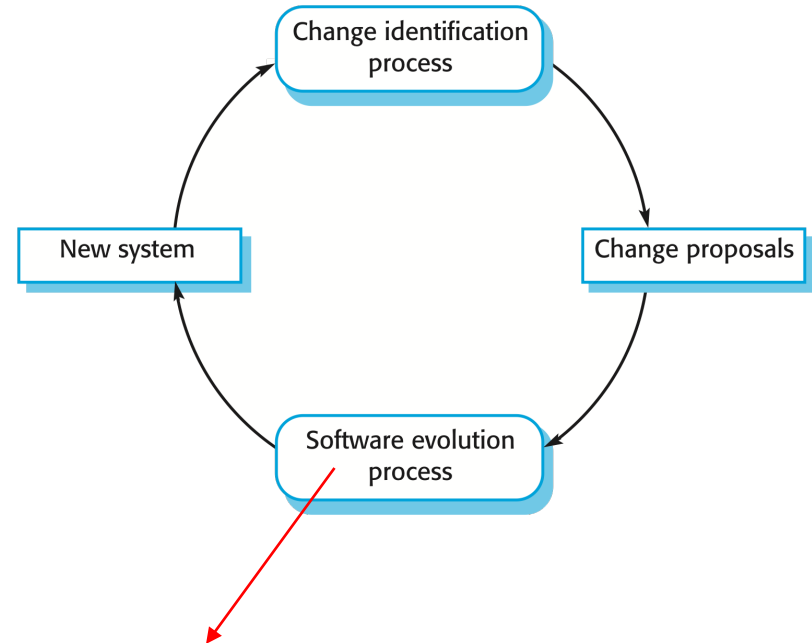 Change identification
process
New system
Change proposals
Software evolution
process